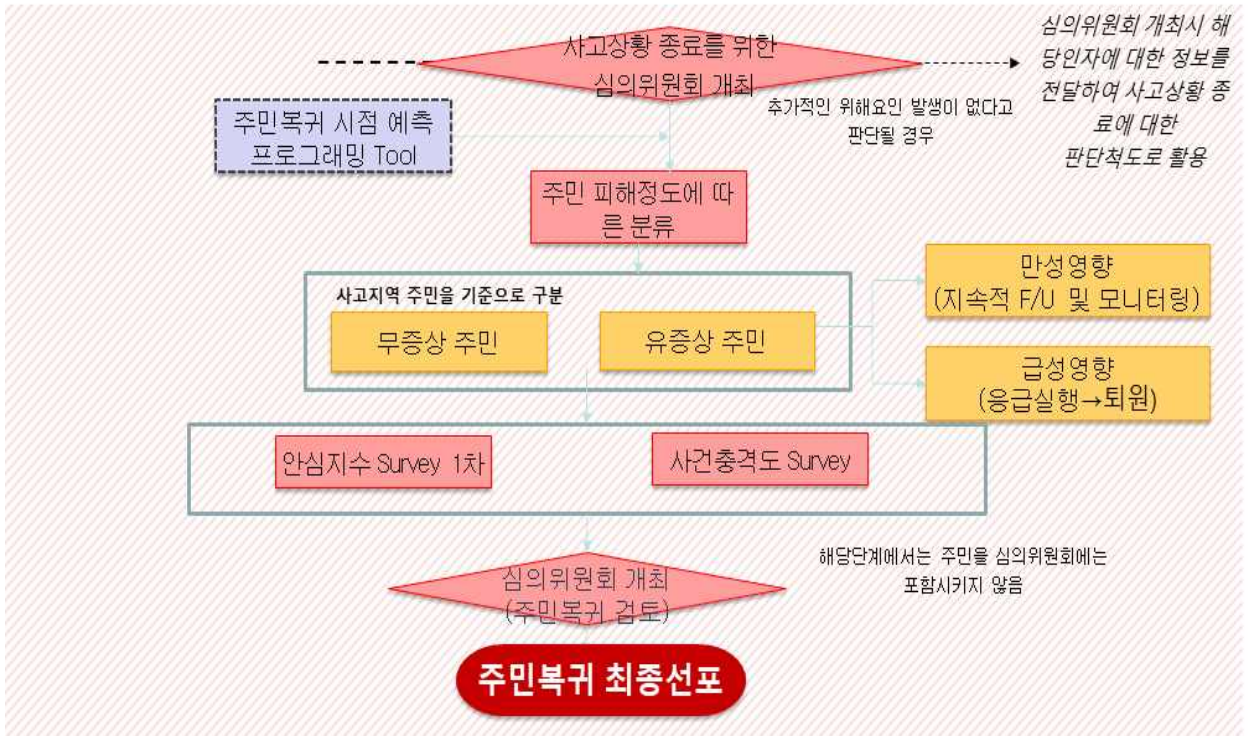 사고상황 종료를 위한
심의위원회 개최
심의위원회 개최시 해
당인자에 대한 정보를
전달하여 사고상황 종
료에 대한
판단척도로 활용
추가적인 위해요인 발생이 없다고
판단될 경우
주민복귀 시점 예측
프로그래밍 Tool
주민 피해정도에 따
른 분류
사고지역 주민을 기준으로 구분
무증상 주민
유증상 주민
만성영향
(지속적 F/U 및 모니터링)
급성영향
(응급실행→퇴원)
안심지수 Survey 1차
사건충격도 Survey
심의위원회 개최
(주민복귀 검토)
해당단계에서는 주민을 심의위원회에는
포함시키지 않음
주민복귀 최종선포